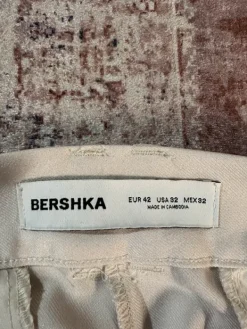 BERSHKA
EUR 42 USA 32 MEX 32
MADE IN CAMBODIA